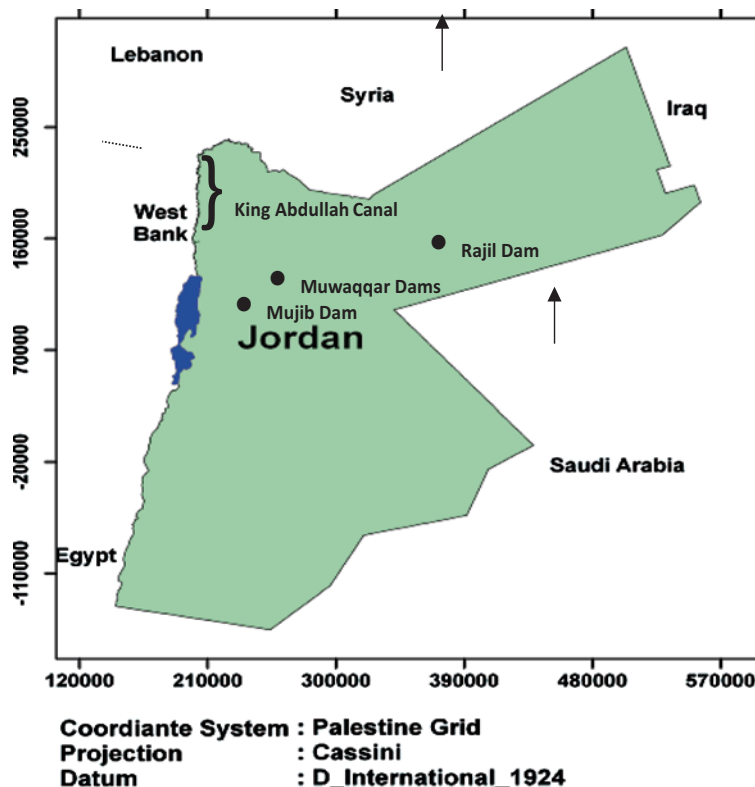 Lebanon
Syria
Iraq
250000
West
Bank
King Abdullah Canal
160000
Rajil Dam
Muwaqqar Dams
Mujib Dam
Jordan
70000
Saudi Arabia
-20000
Egypt
-110000
120000 210000 300000 390000 480000 570000
Coordiante System : Palestine Grid
Projection : Cassini
Datum : D_International_1924